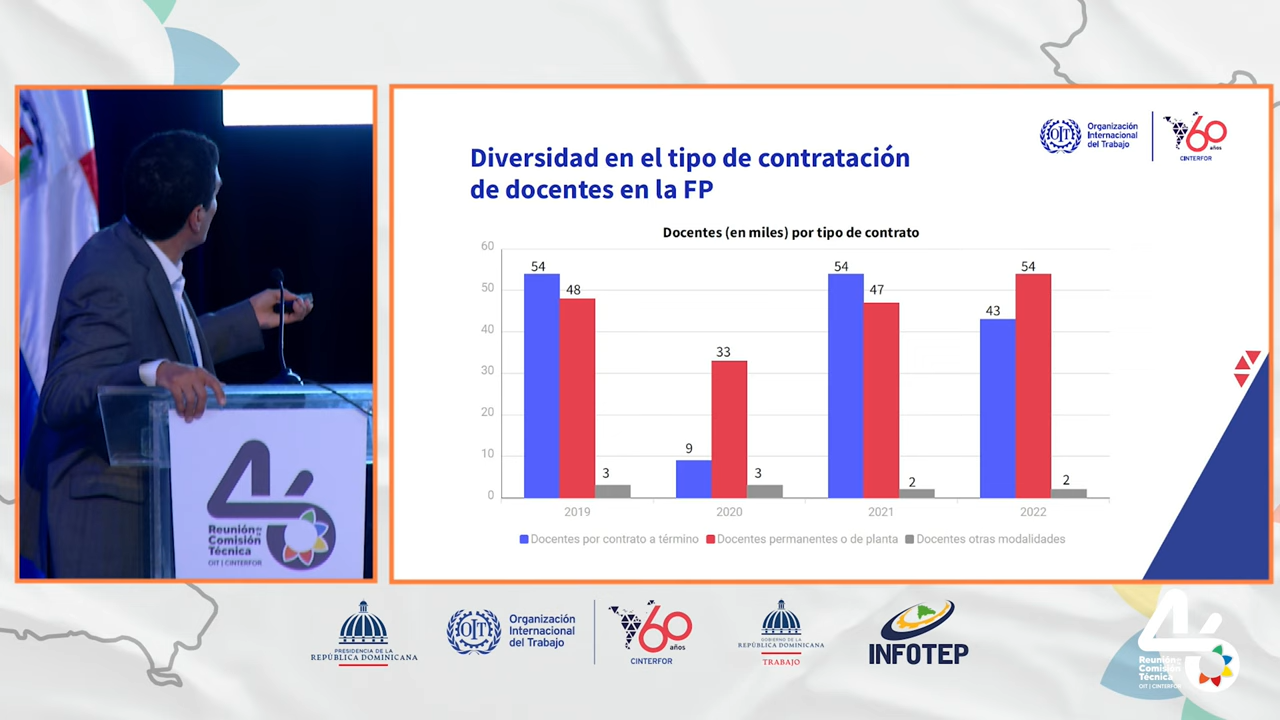 Organización
Internacional
del Trabajo
60
años
CINTERFOR
Diversidad en el tipo de contratación
de docentes en la FP
Docentes (en miles) por tipo de contrato
60
50
40
30
20
10
0
54
48
3
9
33
3
54
47
2
43
54
2
2019
2020
2021
2022
Docentes por contrato a término
Docentes permanentes o de planta
Docentes otras modalidades
46
Reunión de
Comisión
Técnica
OIT | CINTERFOR
PRESIDENCIA DE LA
REPÚBLICA DOMINICANA
Organización
Internacional
del Trabajo
60
años
CINTERFOR
GOBIERNO DE LA
REPÚBLICA DOMINICANA
TRABAJO
INFOTEP
46
Reunión de
Comisión
Técnica
OIT | CINTERFOR